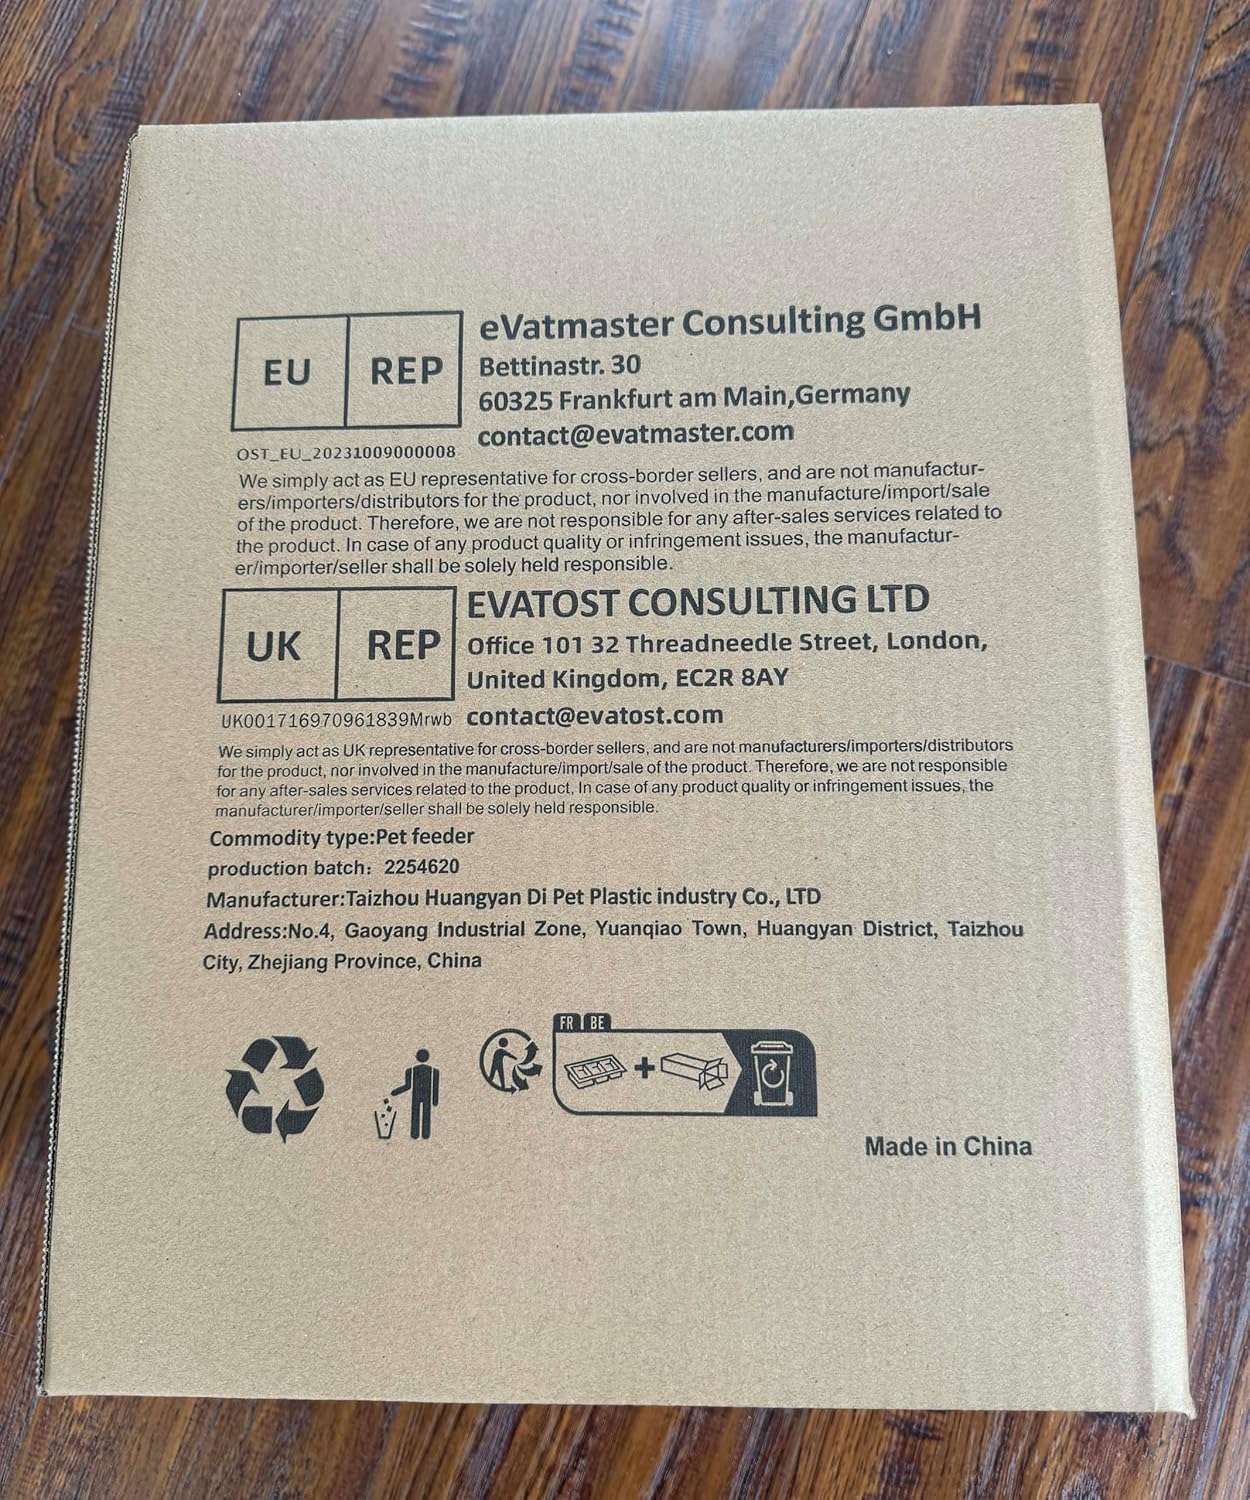 EU REP
eVatmaster Consulting GmbH
Bettinastr. 30
60325 Frankfurt am Main,Germany
contact@evatmaster.com
OST_EU_20231009000008
We simply act as EU representative for cross-border sellers, and are not manufactur-
ers/importers/distributors for the product, nor involved in the manufacture/import/sale
of the product. Therefore, we are not responsible for any after-sales services related to
the product. In case of any product quality or infringement issues, the manufactur-
er/importer/seller shall be solely held responsible.
UK REP
EVATOST CONSULTING LTD
Office 101 32 Threadneedle Street, London,
United Kingdom, EC2R 8AY
contact@evatost.com
UK001716970961839Mrwb
We simply act as UK representative for cross-border sellers, and are not manufacturers/importers/distributors
for the product, nor involved in the manufacture/import/sale of the product. Therefore, we are not responsible
for any after-sales services related to the product, In case of any product quality or infringement issues, the
manufacturer/importer/seller shall be solely held responsible.
Commodity type:Pet feeder
production batch: 2254620
Manufacturer:Taizhou Huangyan Di Pet Plastic industry Co., LTD
Address:No.4, Gaoyang Industrial Zone, Yuanqiao Town, Huangyan District, Taizhou
City, Zhejiang Province, China
FR BE
Made in China